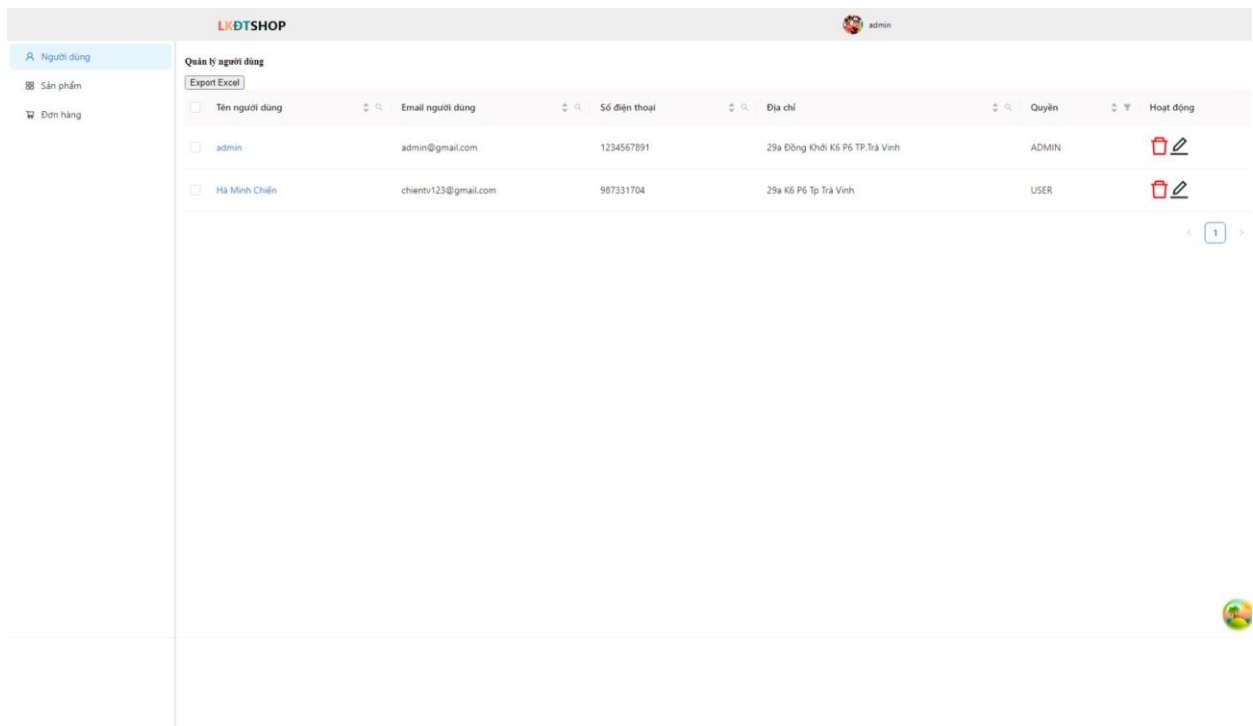 LKĐTSHOP
admin
Người dùng
Sản phẩm
Đơn hàng
Quản lý người dùng
Export Excel
Tên người dùng Email người dùng Số điện thoại Địa chỉ Quyền Hoạt động
admin admin@gmail.com 1234567891 29a Đồng Khởi K6 P6 TP.Trà Vinh ADMIN
Hà Minh Chiến chientv123@gmail.com 987331704 29a K6 P6 Tp Trà Vinh USER
< 1 >